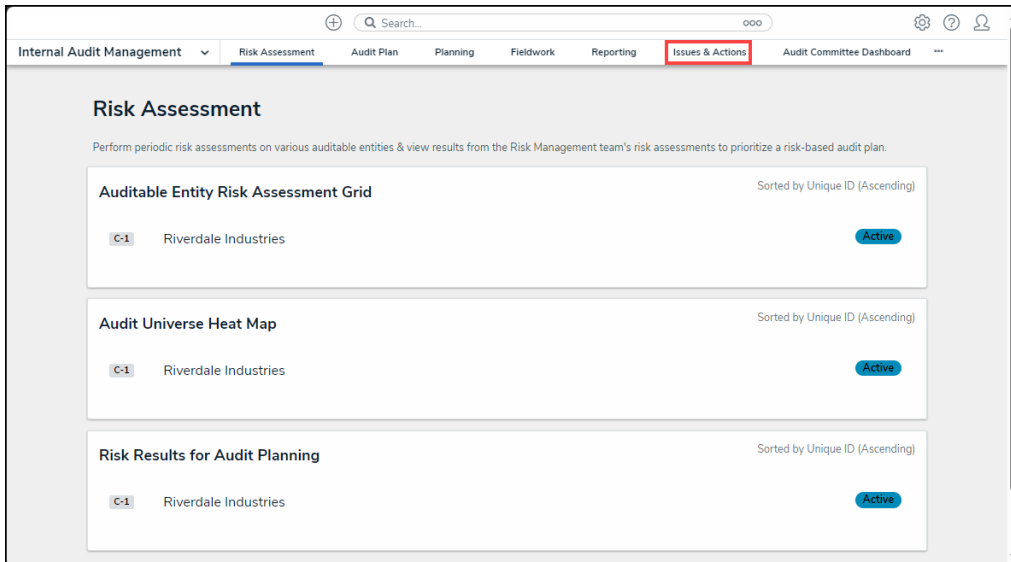 Search... ooo
Internal Audit Management Risk Assessment Audit Plan Planning Fieldwork Reporting Issues & Actions Audit Committee Dashboard ...
Risk Assessment
Perform periodic risk assessments on various auditable entities & view results from the Risk Management team's risk assessments to prioritize a risk-based audit plan.
Auditable Entity Risk Assessment Grid Sorted by Unique ID (Ascending)
C-1 Riverdale Industries Active
Audit Universe Heat Map Sorted by Unique ID (Ascending)
C-1 Riverdale Industries Active
Risk Results for Audit Planning Sorted by Unique ID (Ascending)
C-1 Riverdale Industries Active